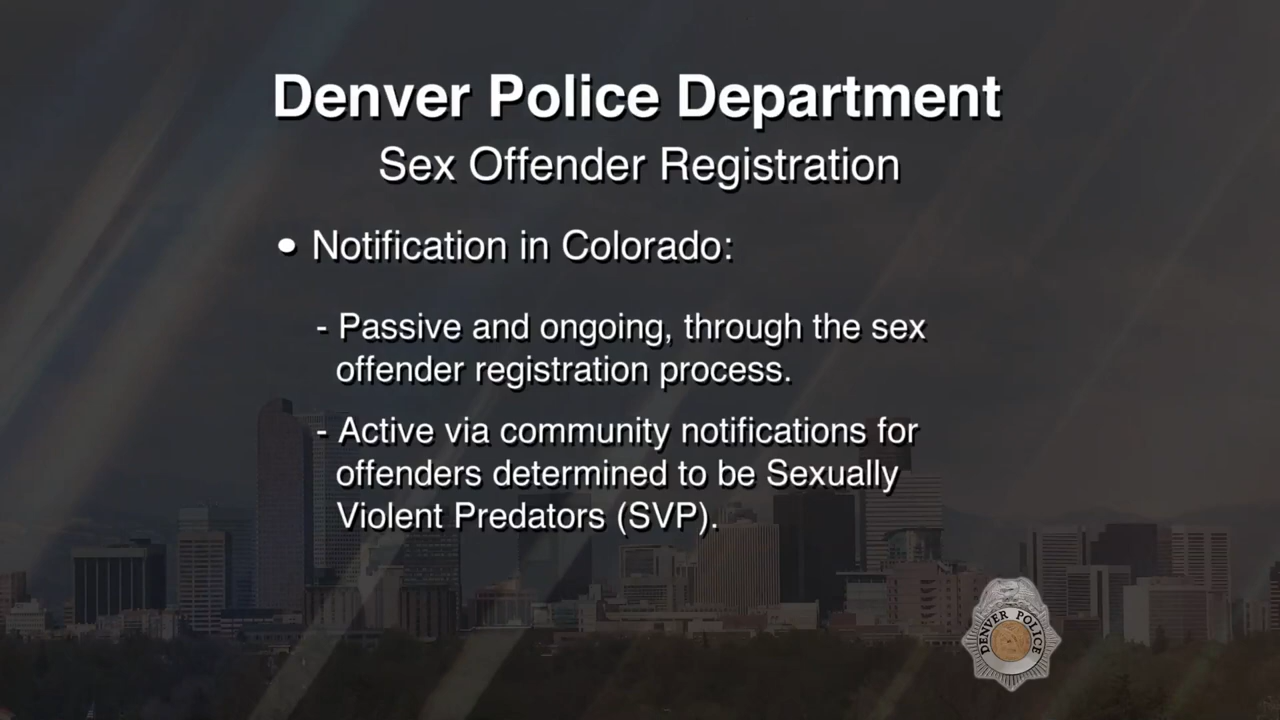 Denver Police Department
Sex Offender Registration
• Notification in Colorado:
- Passive and ongoing, through the sex
offender registration process.
- Active via community notifications for
offenders determined to be Sexually
Violent Predators (SVP).
DENVER POLICE